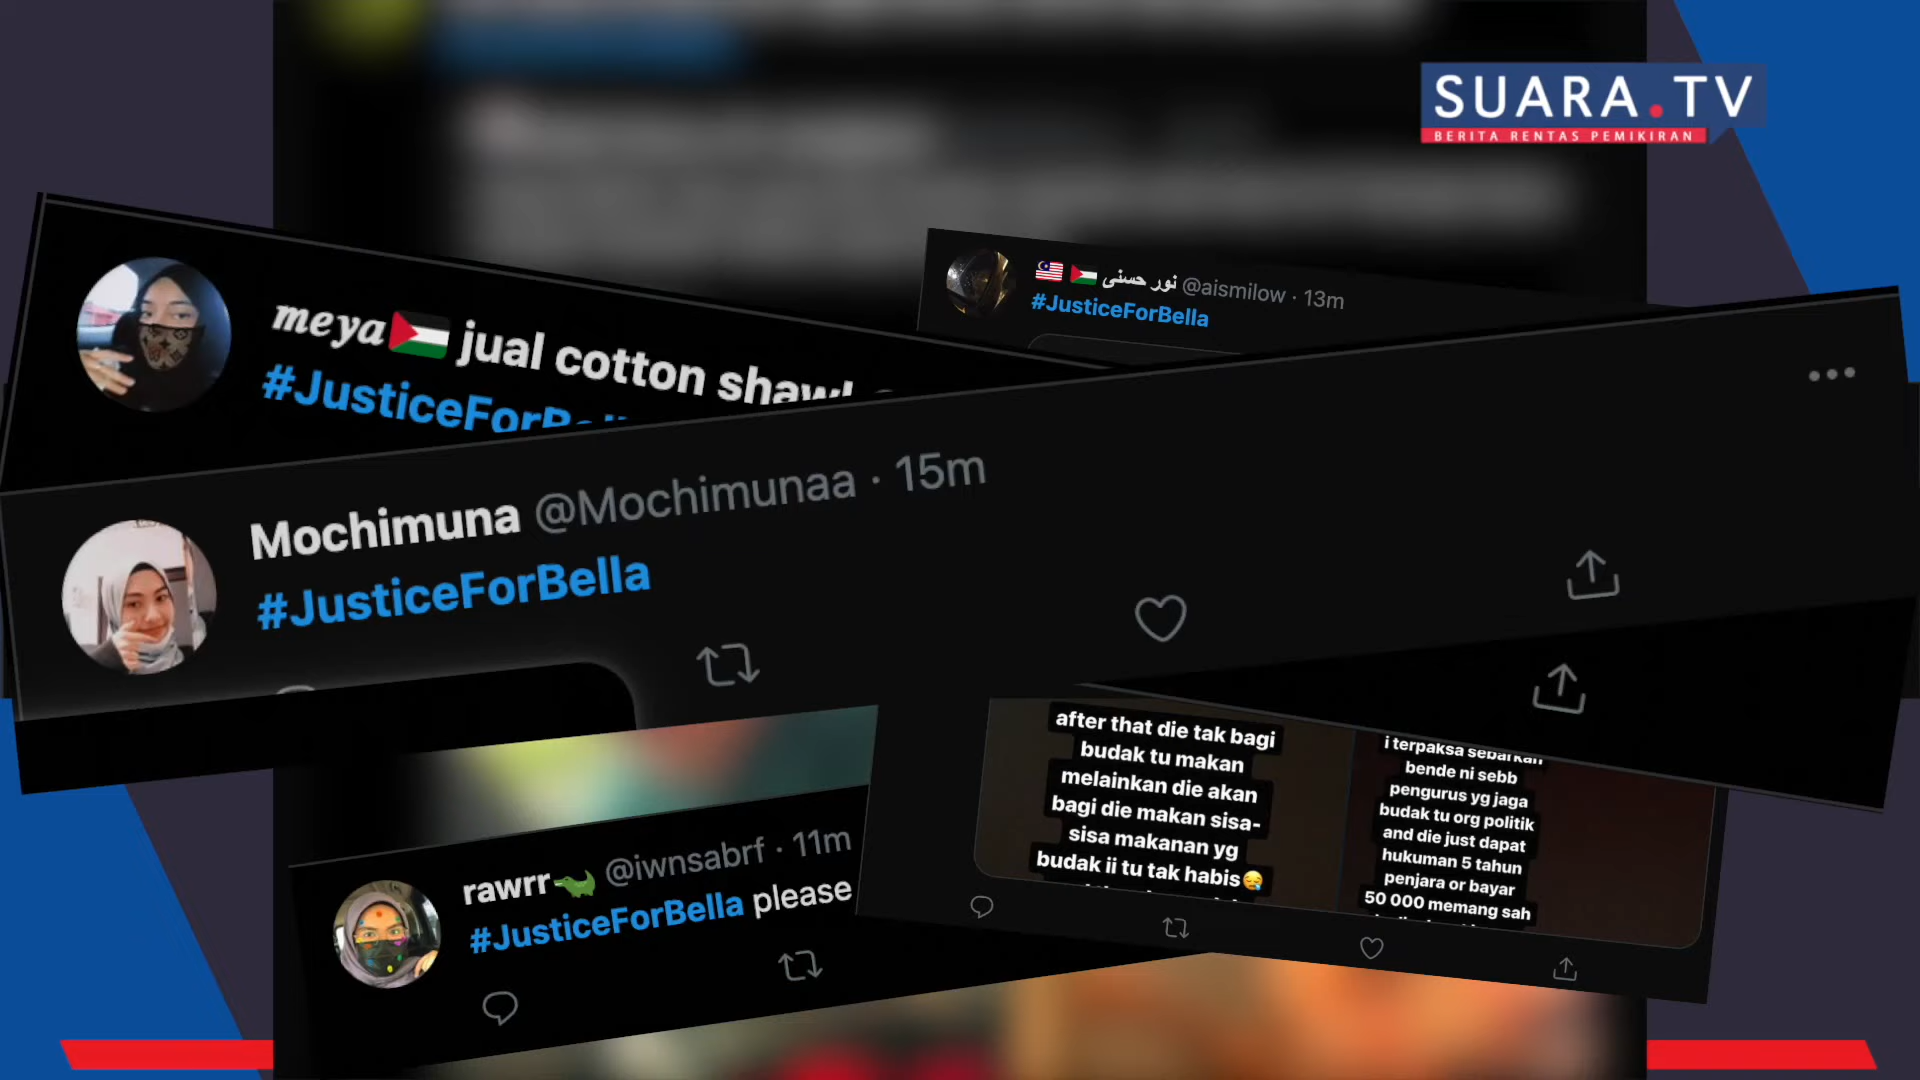 SUARA.TV
BERITA RENTAS PEMIKIRAN
نور حسنى @aismilow · 13m
#JusticeForBella
meya jual cotton shawl
Mochimuna @Mochimunaa · 15m
#JusticeForBella
after that die tak bagi
budak tu makan
melainkan die akan
bagi die makan sisa-
sisa makanan yg
budak ii tu tak habis
i terpaksa sebarkan
bende ni sebb
pengurus yg jaga
budak tu org politik
and die just dapat
hukuman 5 tahun
penjara or bayar
50 000 memang sah
rawrr @iwnsabrf · 11m
#JusticeForBella please